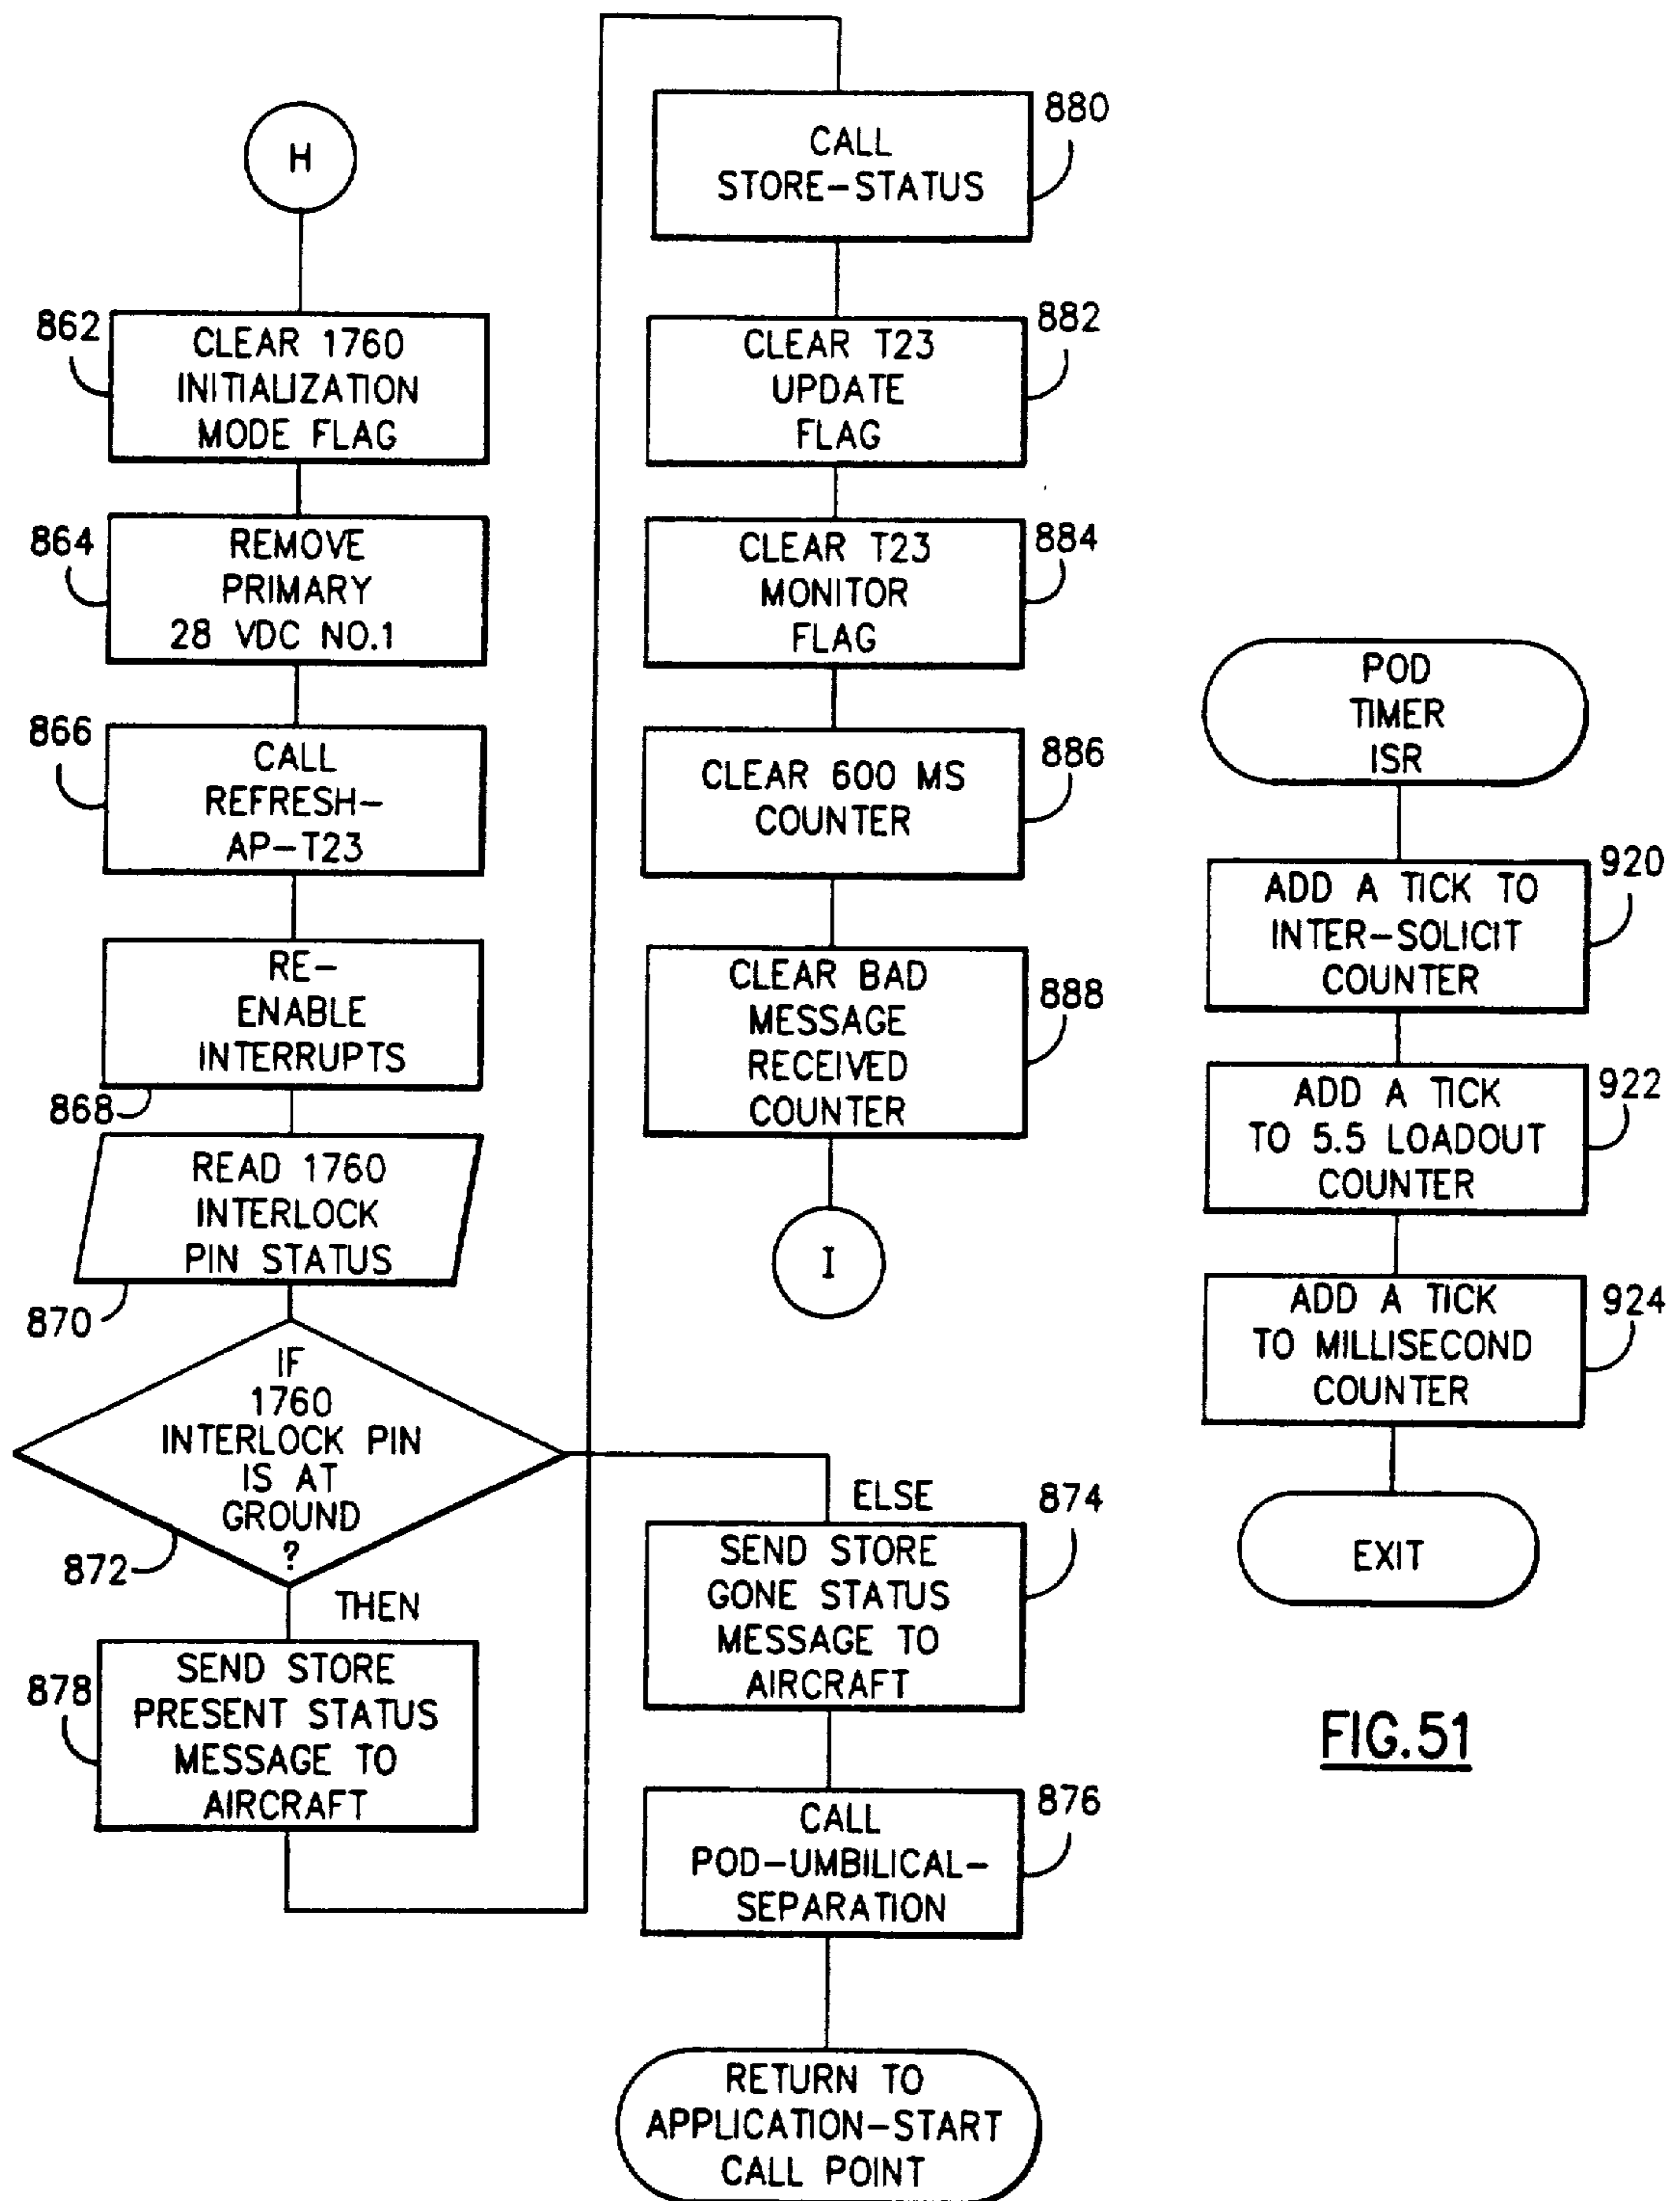 H
862
CLEAR 1760
INITIALIZATION
MODE FLAG
864
REMOVE
PRIMARY
28 VDC NO.1
866
CALL
REFRESH-
AP-T23
RE-
ENABLE
INTERRUPTS
868
READ 1760
INTERLOCK
PIN STATUS
870
IF
1760
INTERLOCK PIN
IS AT
GROUND
?
872
THEN
878
SEND STORE
PRESENT STATUS
MESSAGE TO
AIRCRAFT
880
CALL
STORE-STATUS
882
CLEAR T23
UPDATE
FLAG
884
CLEAR T23
MONITOR
FLAG
886
CLEAR 600 MS
COUNTER
888
CLEAR BAD
MESSAGE
RECEIVED
COUNTER
I
ELSE
874
SEND STORE
GONE STATUS
MESSAGE TO
AIRCRAFT
876
CALL
POD-UMBILICAL-
SEPARATION
RETURN TO
APPLICATION-START
CALL POINT
POD
TIMER
ISR
920
ADD A TICK TO
INTER-SOLICIT
COUNTER
922
ADD A TICK
TO 5.5 LOADOUT
COUNTER
924
ADD A TICK
TO MILLISECOND
COUNTER
EXIT
FIG.51